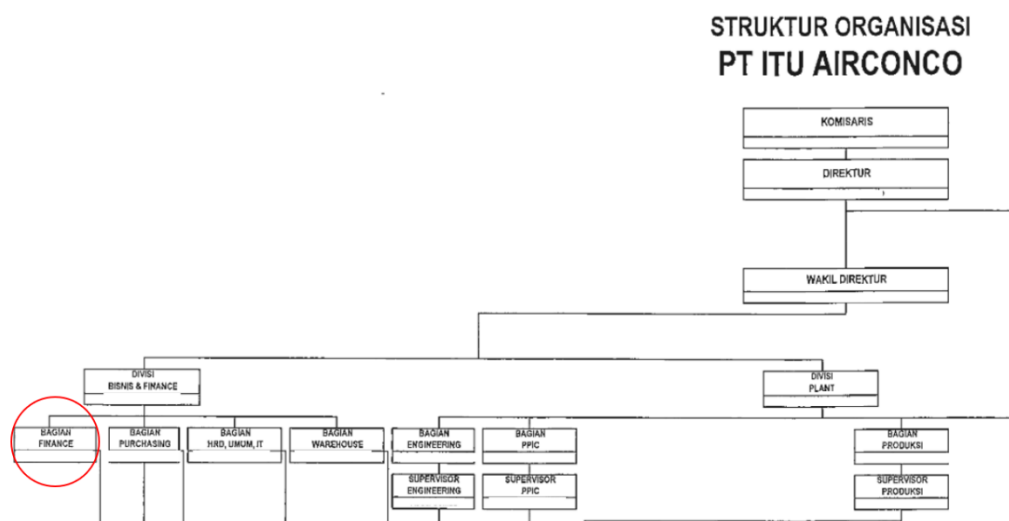 STRUKTUR ORGANISASI
PT ITU AIRCONCO
KOMISARIS
DIREKTUR
WAKIL DIREKTUR
DIVISI
BISNIS & FINANCE
DIVISI
PLANT
BAGIAN
FINANCE
BAGIAN
PURCHASING
BAGIAN
HRD, UMUM, IT
BAGIAN
WAREHOUSE
BAGIAN
ENGINEERING
BAGIAN
PPIC
BAGIAN
PRODUKSI
SUPERVISOR
ENGINEERING
SUPERVISOR
PPIC
SUPERVISOR
PRODUKSI